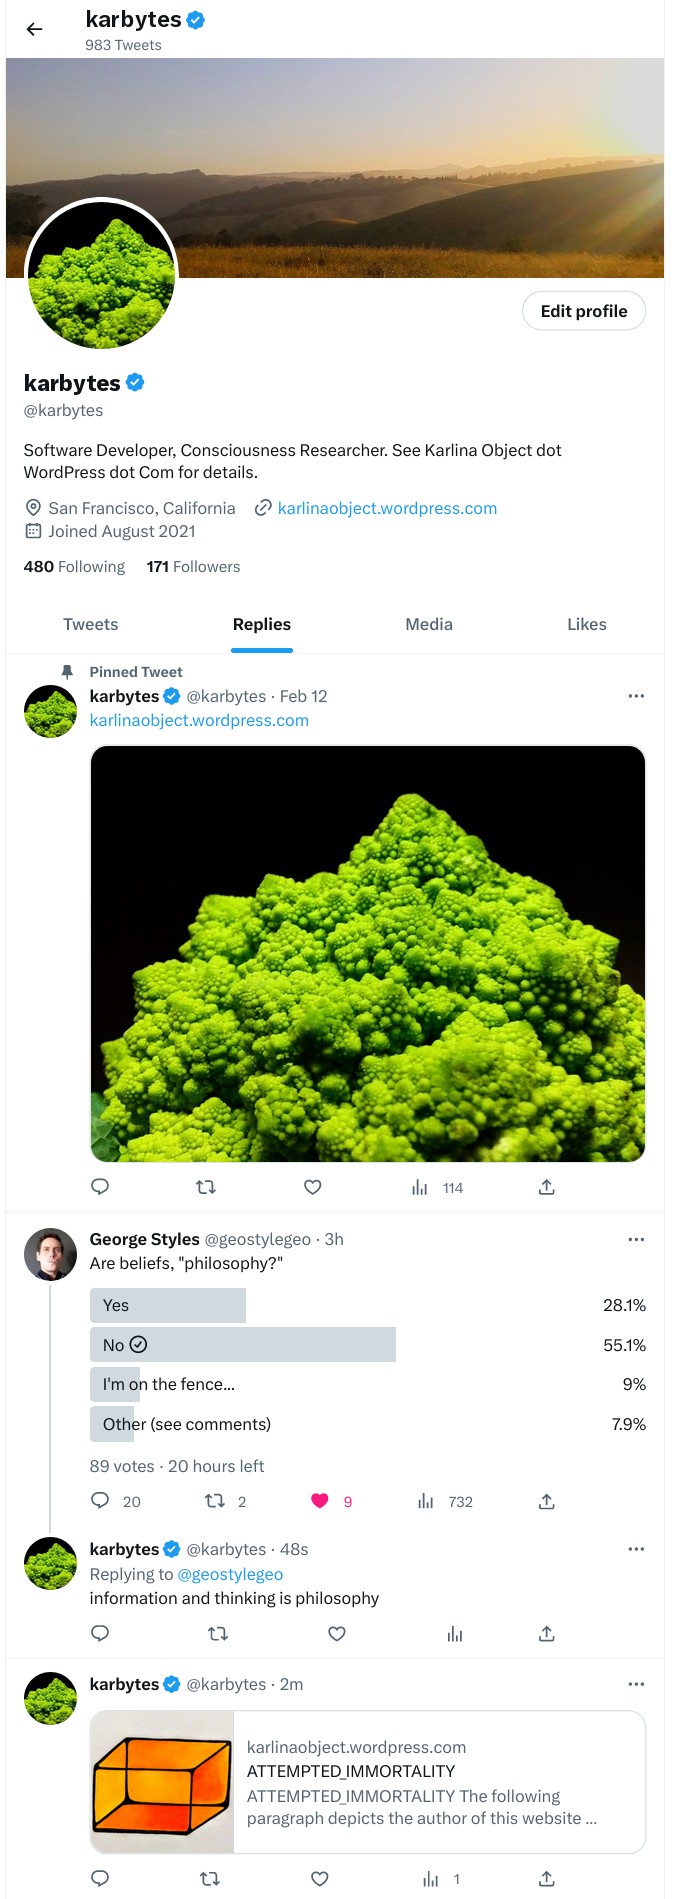 karbytes
983 Tweets
Edit profile
karbytes
@karbytes
Software Developer, Consciousness Researcher. See Karlina Object dot
WordPress dot Com for details.
San Francisco, California karlinaobject.wordpress.com
Joined August 2021
480 Following 171 Followers
Tweets Replies Media Likes
Pinned Tweet
karbytes @karbytes · Feb 12
karlinaobject.wordpress.com
114
George Styles @geostylegeo · 3h
Are beliefs, "philosophy?"
Yes 28.1%
No 55.1%
I'm on the fence... 9%
Other (see comments) 7.9%
89 votes · 20 hours left
20 2 9 732
karbytes @karbytes · 48s
Replying to @geostylegeo
information and thinking is philosophy
karbytes @karbytes · 2m
karlinaobject.wordpress.com
ATTEMPTED_IMMORTALITY
ATTEMPTED_IMMORTALITY The following
paragraph depicts the author of this website ...
1